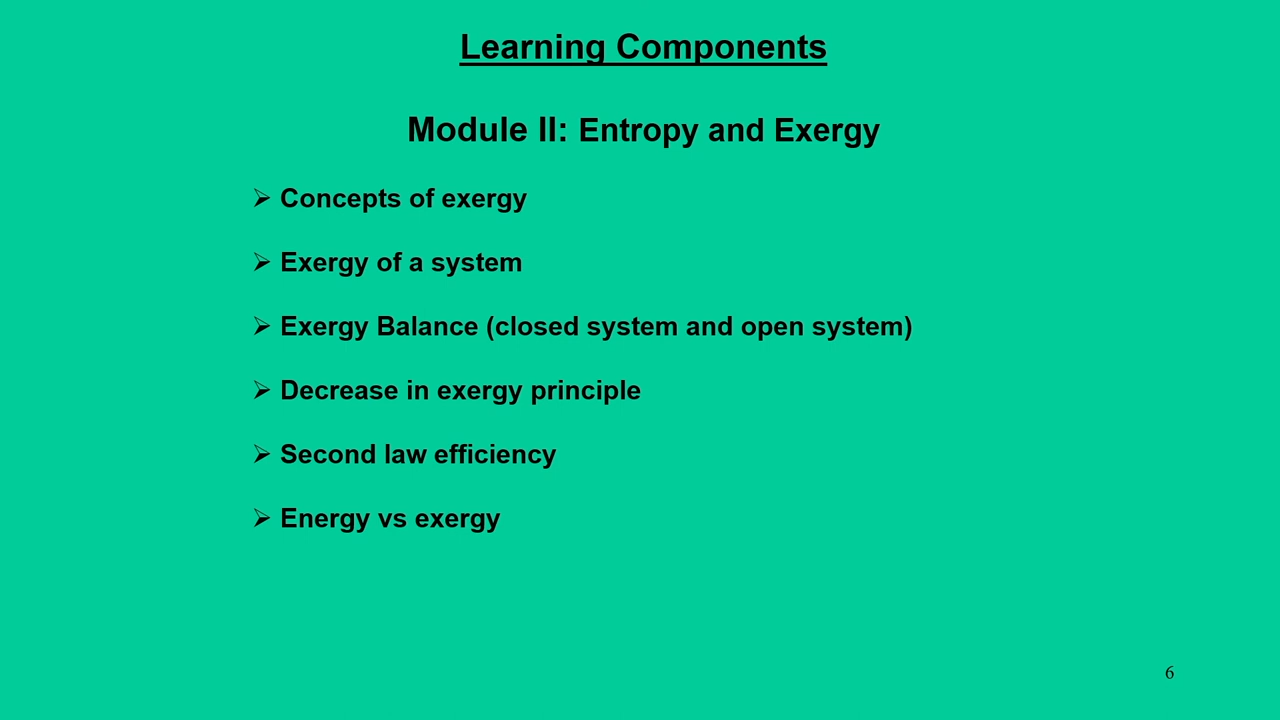 Learning Components
Module II: Entropy and Exergy
➢ Concepts of exergy
➢ Exergy of a system
➢ Exergy Balance (closed system and open system)
➢ Decrease in exergy principle
➢ Second law efficiency
➢ Energy vs exergy
6